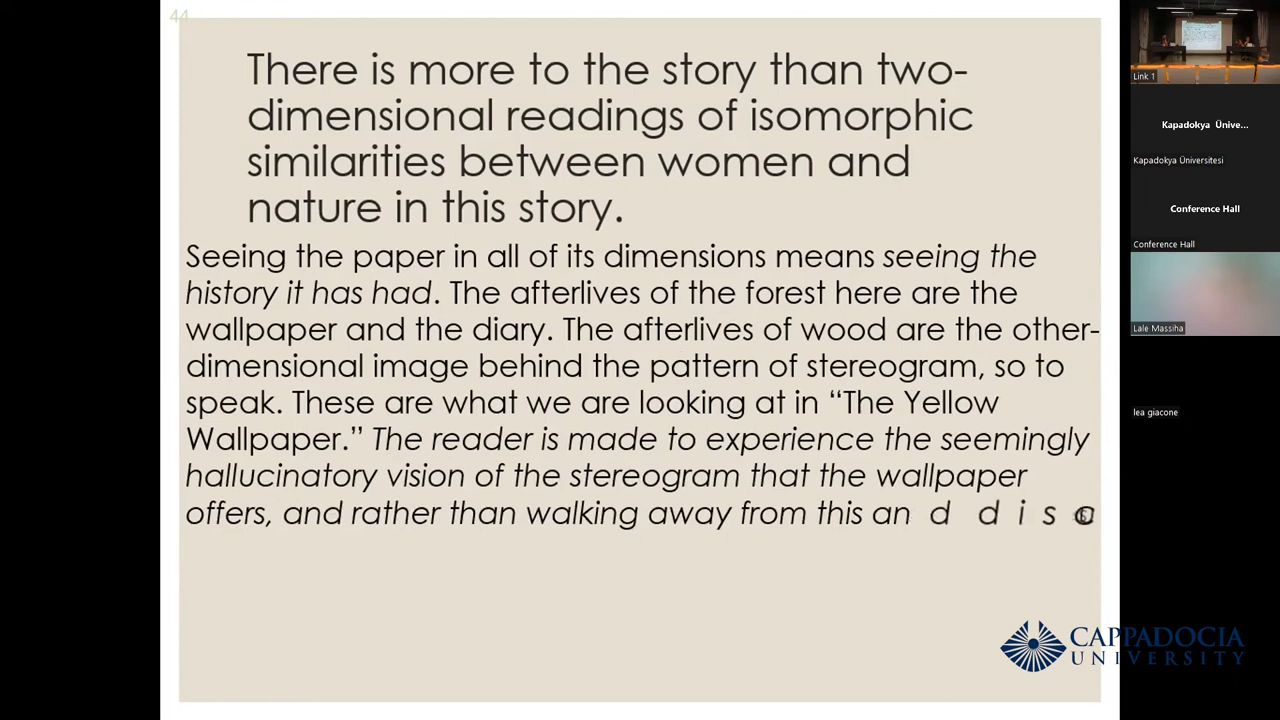 44
There is more to the story than two-
dimensional readings of isomorphic
similarities between women and
nature in this story.
Seeing the paper in all of its dimensions means seeing the
history it has had. The afterlives of the forest here are the
wallpaper and the diary. The afterlives of wood are the other-
dimensional image behind the pattern of stereogram, so to
speak. These are what we are looking at in “The Yellow
Wallpaper.” The reader is made to experience the seemingly
hallucinatory vision of the stereogram that the wallpaper
offers, and rather than walking away from this an d d i s
CAPPADOCIA
UNIVERSITY
Link 1
Kapadokya Ünive...
Kapadokya Üniversitesi
Conference Hall
Conference Hall
Lale Massiha
lea giacone